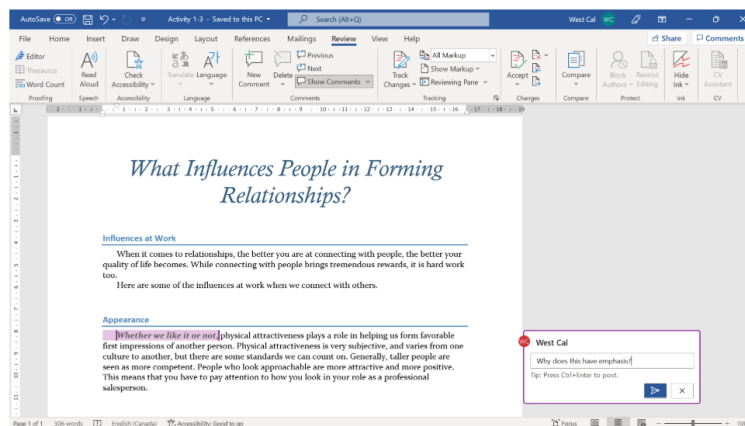 AutoSave Off Activity 1-3 - Saved to this PC Search (Alt+Q) West Cal WC
File Home Insert Draw Design Layout References Mailings Review View Help Share Comments
Editor
Thesaurus
Word Count
Proofing
Read Aloud
Speech
Check Accessibility
Accessibility
Translate Language
Language
New Comment Delete
Previous
Next
Show Comments
Comments
Track Changes
All Markup
Show Markup
Reviewing Pane
Tracking
Accept
Changes
Compare
Compare
Block Authors Restrict Editing
Protect
Hide Ink
Ink
CV Assistant
CV
What Influences People in Forming
Relationships?
Influences at Work
When it comes to relationships, the better you are at connecting with people, the better your
quality of life becomes. While connecting with people brings tremendous rewards, it is hard work
too.
Here are some of the influences at work when we connect with others.
Appearance
Whether we like it or not, physical attractiveness plays a role in helping us form favorable
first impressions of another person. Physical attractiveness is very subjective, and varies from one
culture to another, but there are some standards we can count on. Generally, taller people are
seen as more competent. People who look approachable are more attractive and more positive.
This means that you have to pay attention to how you look in your role as a professional
salesperson.
WC West Cal
Why does this have emphasis?
Tip: Press Ctrl+Enter to post.
Page 1 of 1 306 words English (Canada) Accessibility: Good to go Focus